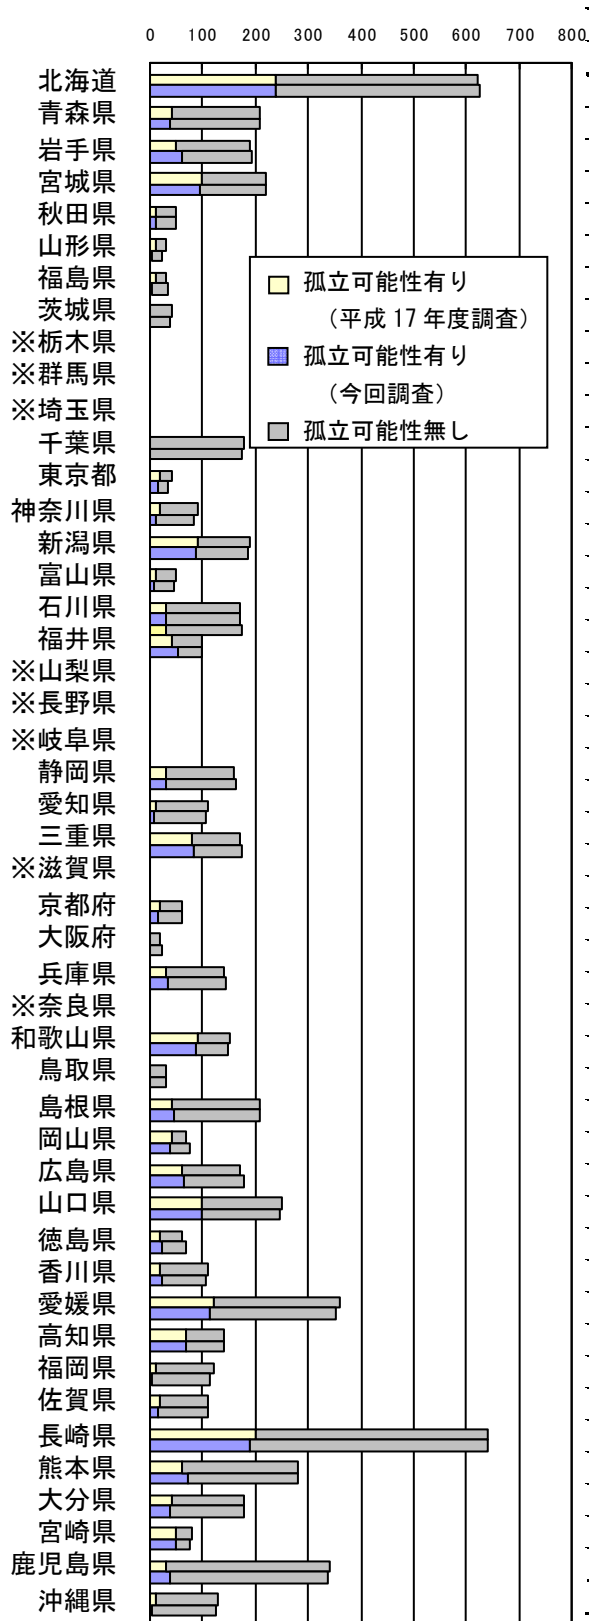 0 100 200 300 400 500 600 700 800
北海道
青森県
岩手県
宮城県
秋田県
山形県
福島県
茨城県
※栃木県
※群馬県
※埼玉県
千葉県
東京都
神奈川県
新潟県
富山県
石川県
福井県
※山梨県
※長野県
※岐阜県
静岡県
愛知県
三重県
※滋賀県
京都府
大阪府
兵庫県
※奈良県
和歌山県
鳥取県
島根県
岡山県
広島県
山口県
徳島県
香川県
愛媛県
高知県
福岡県
佐賀県
長崎県
熊本県
大分県
宮崎県
鹿児島県
沖縄県
孤立可能性有り
（平成 17 年度調査）
孤立可能性有り
（今回調査）
孤立可能性無し